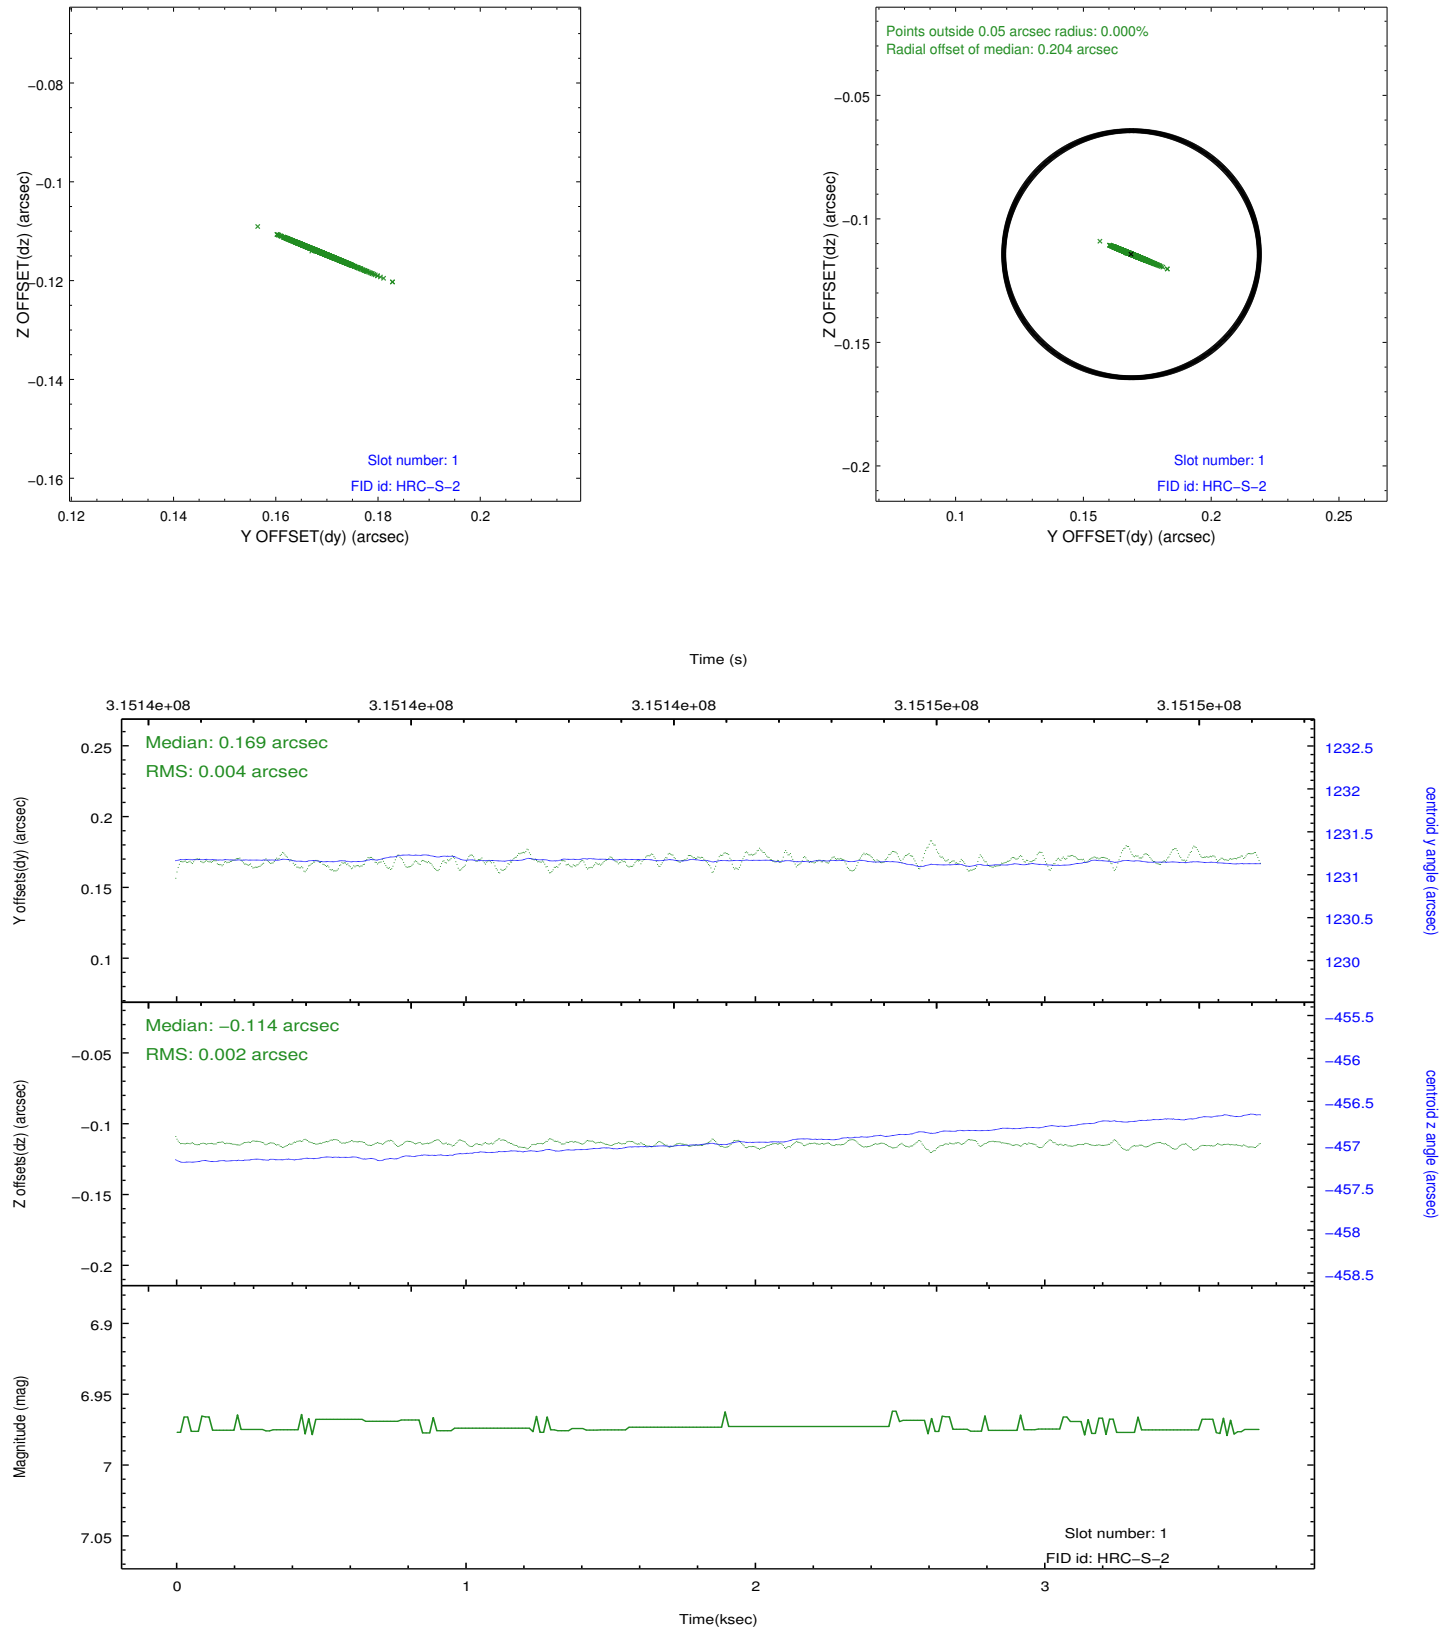 Points outside 0.05 arcsec radius: 0.000%
Radial offset of median: 0.204 arcsec
−0.08
−0.1
−0.12
−0.14
−0.16
Z OFFSET(dz) (arcsec)
Slot number: 1
FID id: HRC−S−2
0.12 0.14 0.16 0.18 0.2
Y OFFSET(dy) (arcsec)
−0.05
−0.1
−0.15
−0.2
Z OFFSET(dz) (arcsec)
Slot number: 1
FID id: HRC−S−2
0.1 0.15 0.2 0.25
Y OFFSET(dy) (arcsec)
Time (s)
3.1514e+08 3.1514e+08 3.1514e+08 3.1515e+08 3.1515e+08
Median: 0.169 arcsec
RMS: 0.004 arcsec
0.25
0.2
0.15
0.1
Y offsets(dy) (arcsec)
1232.5
1232
1231.5
1231
1230.5
1230
centroid y angle (arcsec)
Median: −0.114 arcsec
RMS: 0.002 arcsec
−0.05
−0.1
−0.15
−0.2
Z offsets(dz) (arcsec)
−455.5
−456
−456.5
−457
−457.5
−458
−458.5
centroid z angle (arcsec)
6.9
6.95
7
7.05
Magnitude (mag)
Slot number: 1
FID id: HRC−S−2
0 1 2 3
Time(ksec)